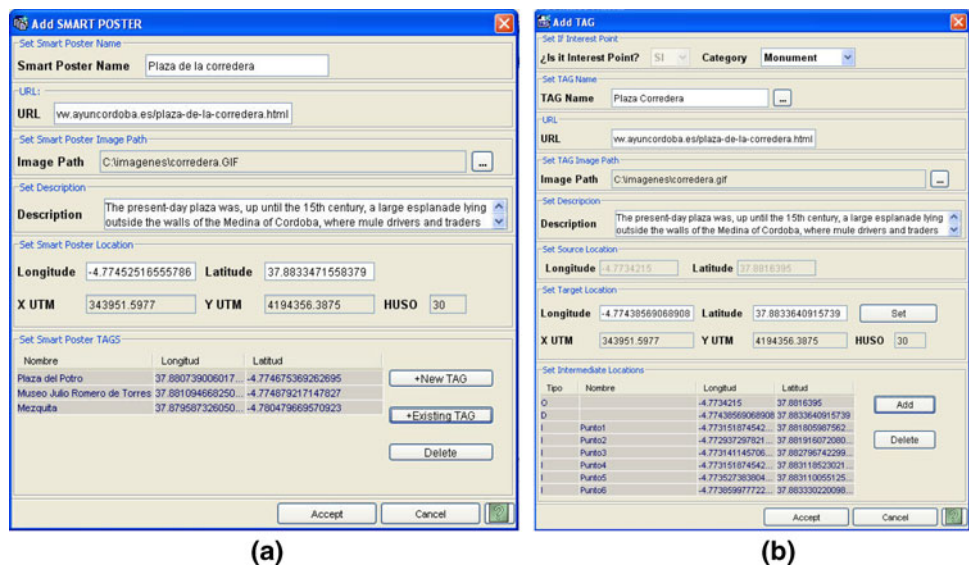 Add SMART POSTER
Set Smart Poster Name
Smart Poster Name Plaza de la corredera
URL:
URL vw.ayuncordoba.es/plaza-de-la-corredera.html
Set Smart Poster Image Path
Image Path C:\imagenes\corredera.GIF ...
Set Description
Description
The present-day plaza was, up until the 15th century, a large esplanade lying
outside the walls of the Medina of Cordoba, where mule drivers and traders
Set Smart Poster Location
Longitude -4.77452516555786 Latitude 37.8833471558379
X UTM 343951.5977 Y UTM 4194356.3875 HUSO 30
Set Smart Poster TAGS
Nombre Longitud Latitud
Plaza del Potro 37.880739006017... -4.774675369262695
Museo Julio Romero de Torres 37.881094668250... -4.774879217147827
Mezquita 37.879587326050... -4.780479669570923
+New TAG
+Existing TAG
Delete
Accept Cancel
(a)
Add TAG
Set If Interest Point
¿Is it Interest Point? SI Category Monument
Set TAG Name
TAG Name Plaza Corredera ...
URL
URL vw.ayuncordoba.es/plaza-de-la-corredera.html
Set TAG Image Path
Image Path C:\imagenes\corredera.gif ...
Set Descripcion
Description
The present-day plaza was, up until the 15th century, a large esplanade lying
outside the walls of the Medina of Cordoba, where mule drivers and traders
Set Source Location
Longitude -4.7734215 Latitude 37.8816395
Set Target Location
Longitude -4.77438569068908 Latitude 37.8833640915739 Set
X UTM 343951.5977 Y UTM 4194356.3875 HUSO 30
Set Intermediate Locations
Tipo Nombre Longitud Latitud
O -4.7734215 37.8816395
D -4.77438569068908 37.8833640915739
I Punto1 -4.773151874542... 37.881805987562...
I Punto2 -4.772937297821... 37.881916072080...
I Punto3 -4.773141145706... 37.882796742299...
I Punto4 -4.773151874542... 37.883118523021...
I Punto5 -4.773527383804... 37.883110055125...
I Punto6 -4.773859977722... 37.883330220098...
Add
Delete
Accept Cancel
(b)